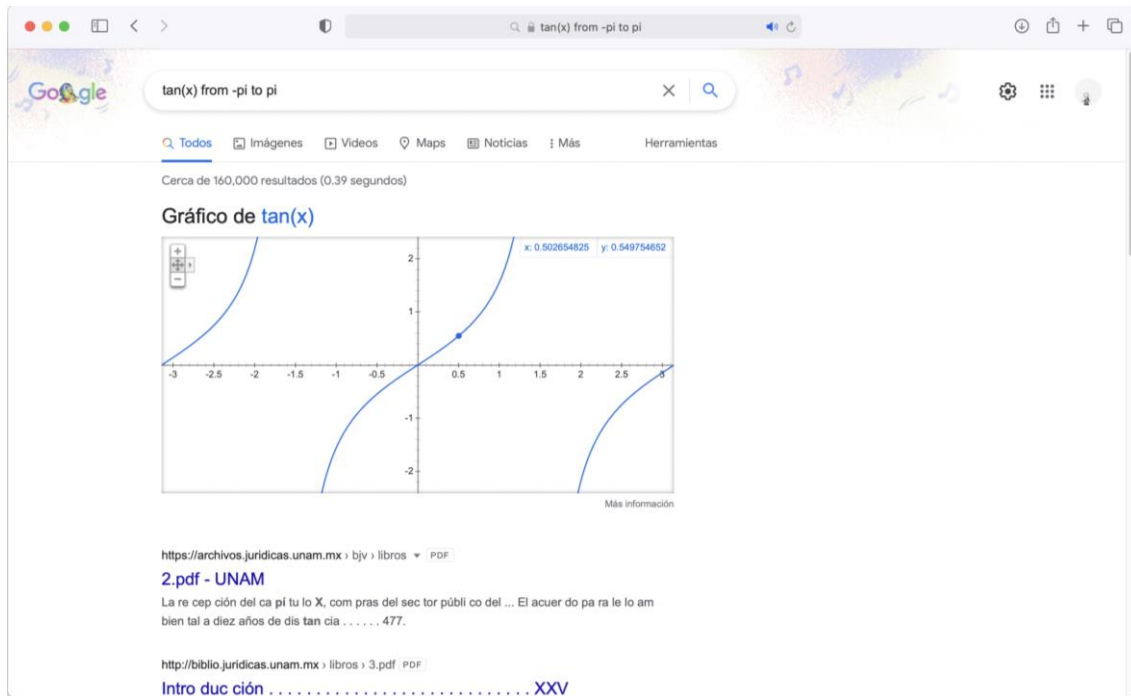 tan(x) from -pi to pi
Google
tan(x) from -pi to pi
Todos Imágenes Videos Maps Noticias Más Herramientas
Cerca de 160,000 resultados (0.39 segundos)
Gráfico de tan(x)
x: 0.502654825 y: 0.549754652
2
1
-3 -2.5 -2 -1.5 -1 -0.5 0.5 1 1.5 2 2.5 3
-1
-2
Más información
https://archivos.juridicas.unam.mx › bjv › libros PDF
2.pdf - UNAM
La re cep ción del ca pí tu lo X, com pras del sec tor públi co del ... El acuer do pa ra le lo am
bien tal a diez años de dis tan cia . . . . . . 477.
http://biblio.juridicas.unam.mx › libros › 3.pdf PDF
Intro duc ción . . . . . . . . . . . . . . . . . . . . . . . . . . . . XXV